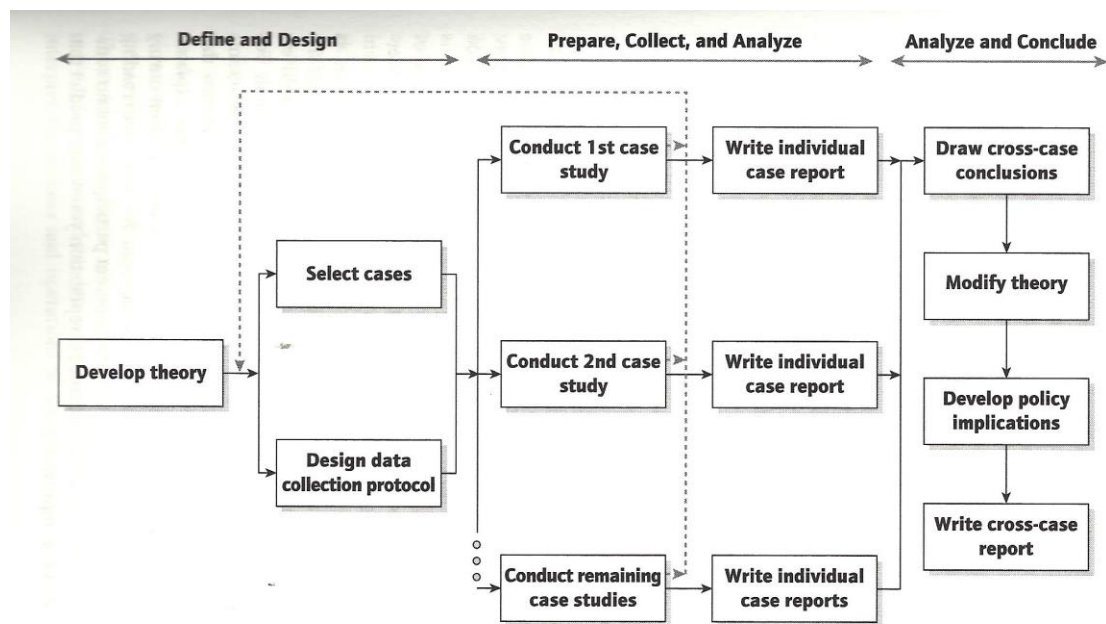 Define and Design
Prepare, Collect, and Analyze
Analyze and Conclude
Develop theory
Select cases
Design data
collection protocol
Conduct 1st case
study
Conduct 2nd case
study
Conduct remaining
case studies
Write individual
case report
Write individual
case report
Write individual
case reports
Draw cross-case
conclusions
Modify theory
Develop policy
implications
Write cross-case
report